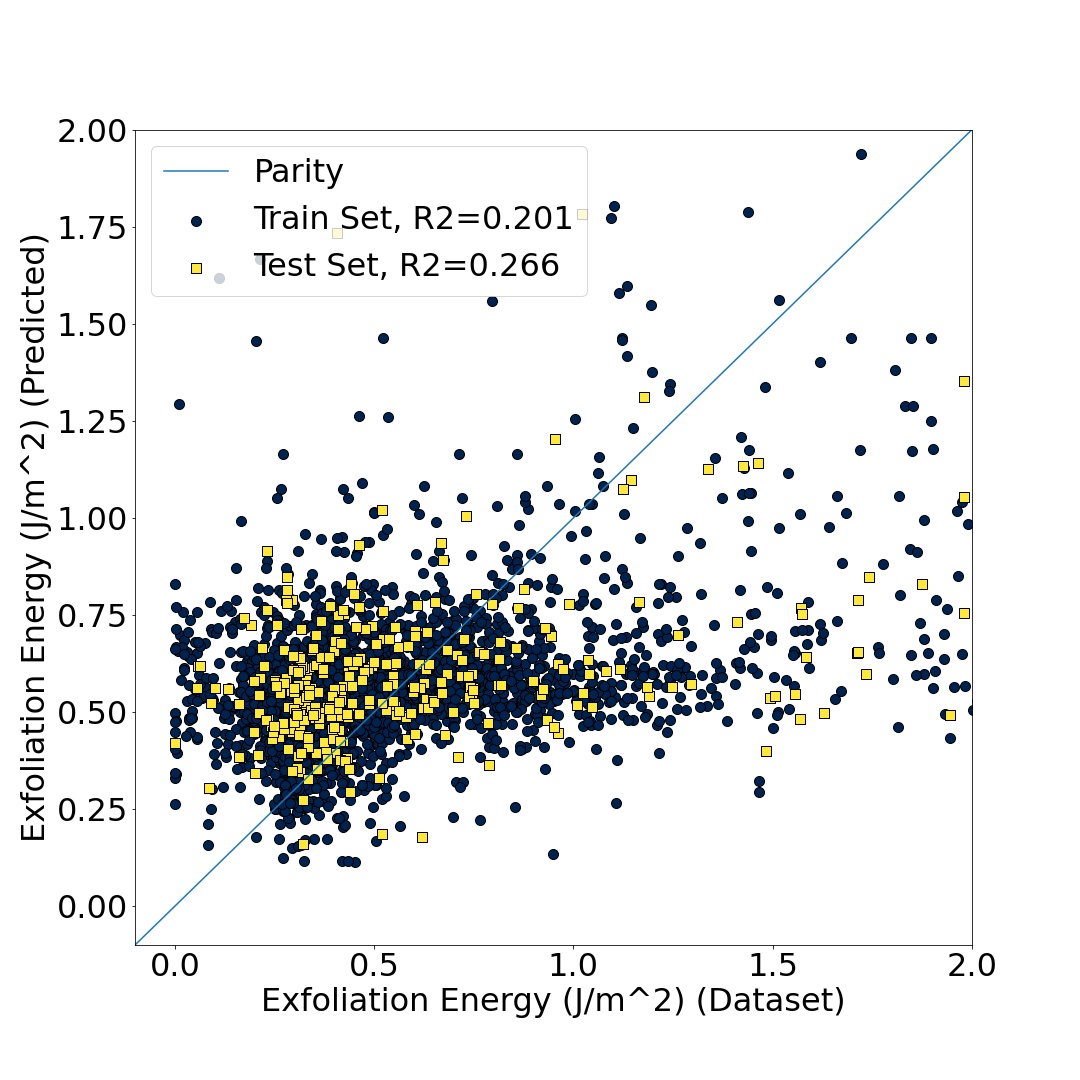 Exfoliation Energy (J/m^2) (Predicted)
2.00
1.75
1.50
1.25
1.00
0.75
0.50
0.25
0.00
Parity
Train Set, R2=0.201
Test Set, R2=0.266
0.0 0.5 1.0 1.5 2.0
Exfoliation Energy (J/m^2) (Dataset)